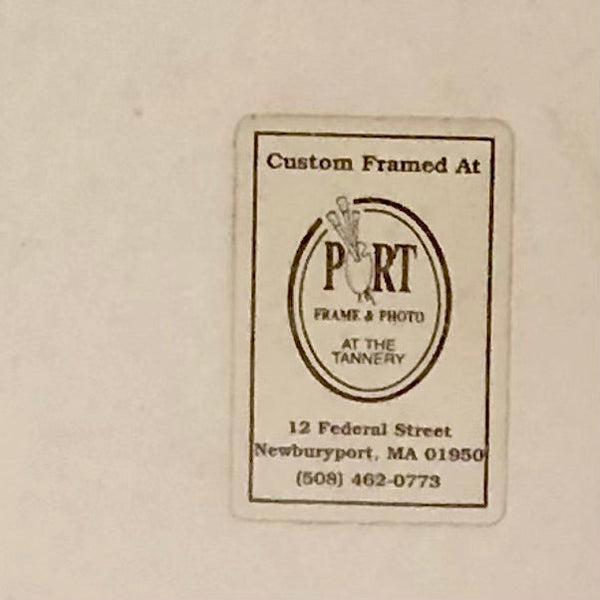 Custom Framed At
PORT
FRAME & PHOTO
AT THE
TANNERY
12 Federal Street
Newburyport, MA 01950
(508) 462-0773